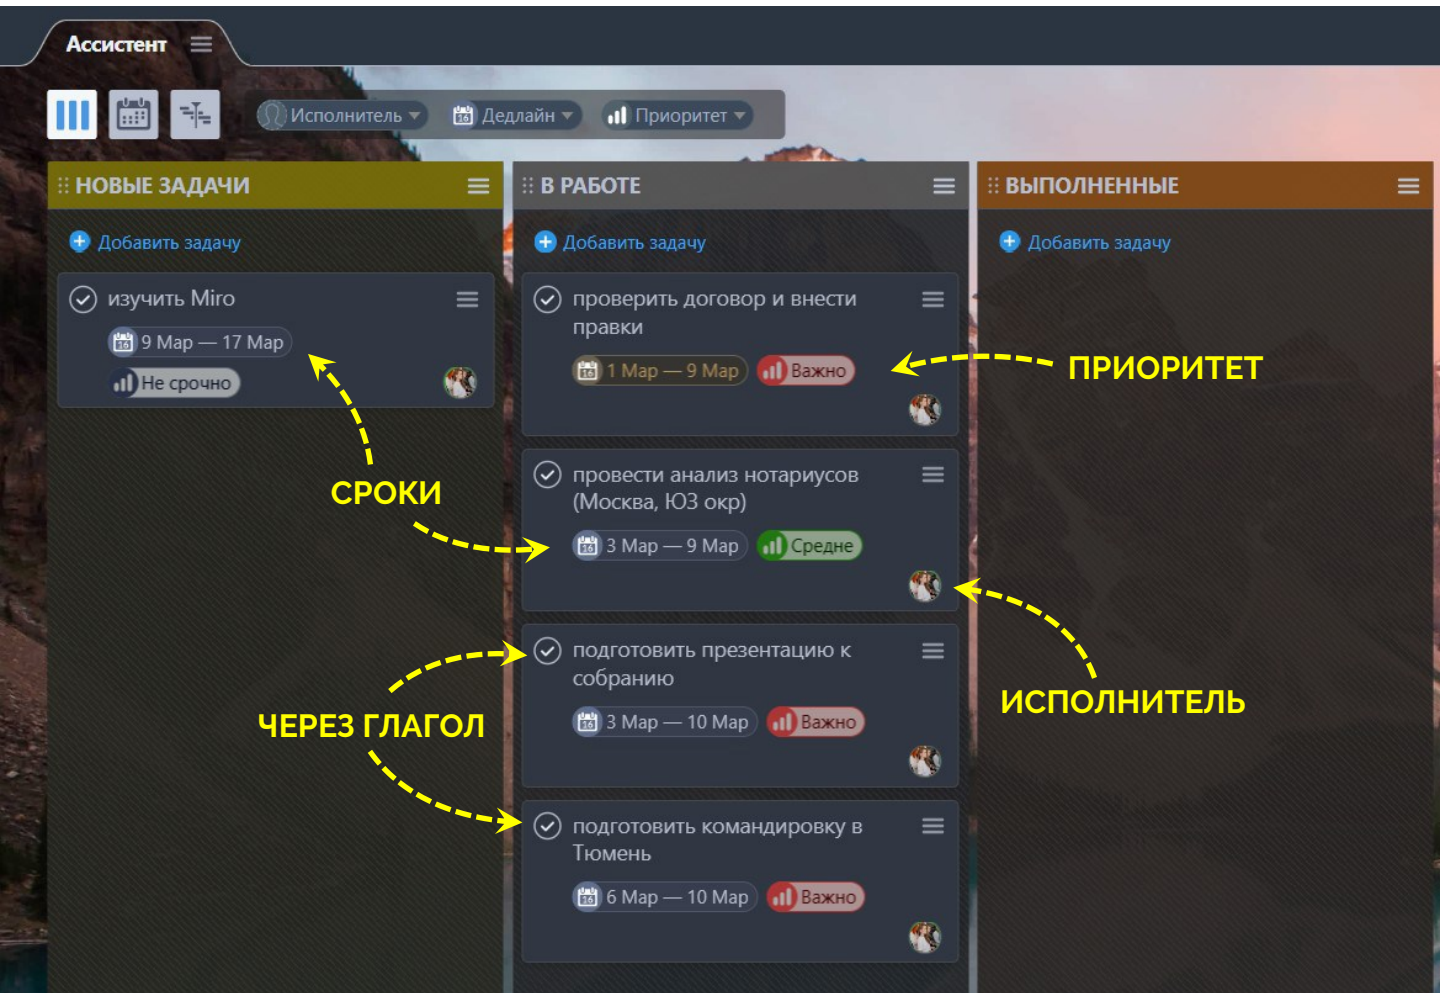 Ассистент
Исполнитель
Дедлайн
Приоритет
НОВЫЕ ЗАДАЧИ
Добавить задачу
изучить Miro
9 Мар — 17 Мар
Не срочно
В РАБОТЕ
Добавить задачу
проверить договор и внести
правки
1 Мар — 9 Мар
Важно
провести анализ нотариусов
(Москва, ЮЗ окр)
3 Мар — 9 Мар
Средне
подготовить презентацию к
собранию
3 Мар — 10 Мар
Важно
подготовить командировку в
Тюмень
6 Мар — 10 Мар
Важно
ВЫПОЛНЕННЫЕ
Добавить задачу
ПРИОРИТЕТ
СРОКИ
ИСПОЛНИТЕЛЬ
ЧЕРЕЗ ГЛАГОЛ